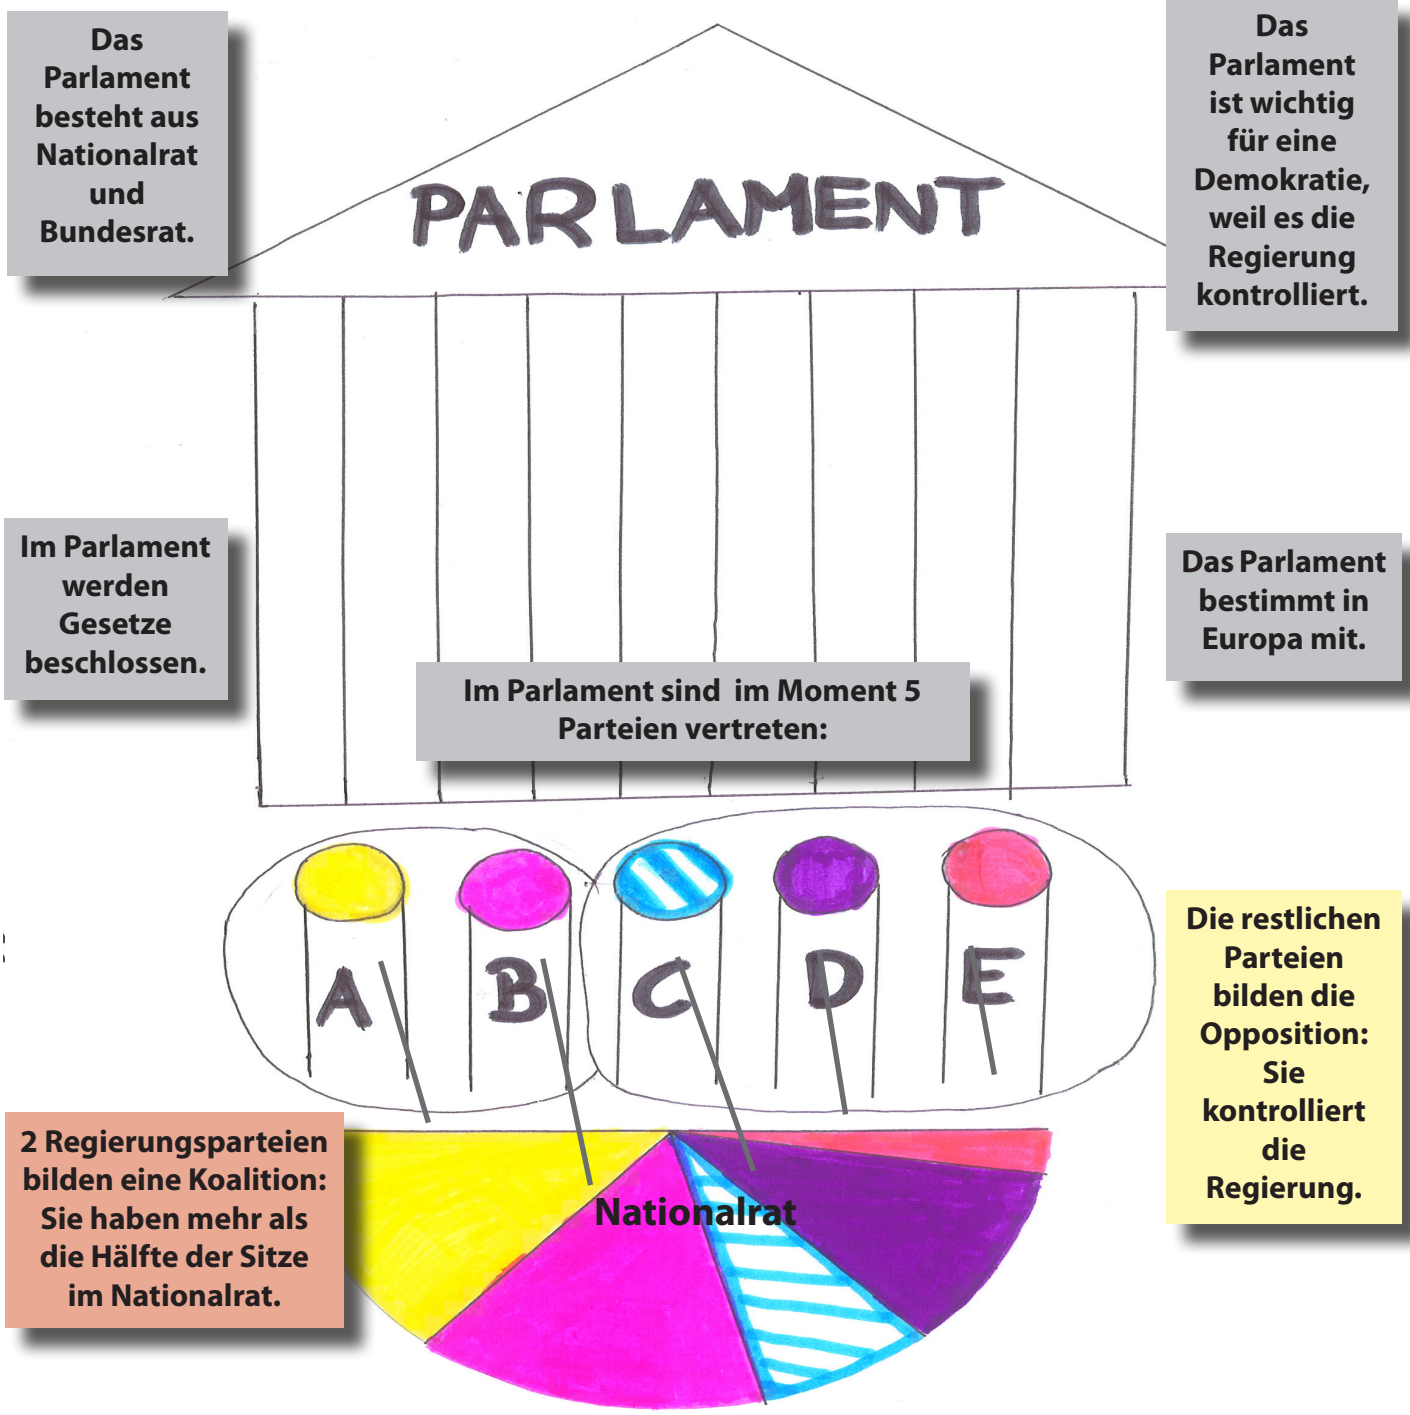 Das
Parlament
besteht aus
Nationalrat
und
Bundesrat.
Das
Parlament
ist wichtig
für eine
Demokratie,
weil es die
Regierung
kontrolliert.
PARLAMENT
Im Parlament
werden
Gesetze
beschlossen.
Das Parlament
bestimmt in
Europa mit.
Im Parlament sind  im Moment 5
Parteien vertreten:
A B C D E
Die restlichen
Parteien
bilden die
Opposition:
Sie
kontrolliert
die
Regierung.
2 Regierungsparteien
bilden eine Koalition:
Sie haben mehr als
die Hälfte der Sitze
im Nationalrat.
Nationalrat